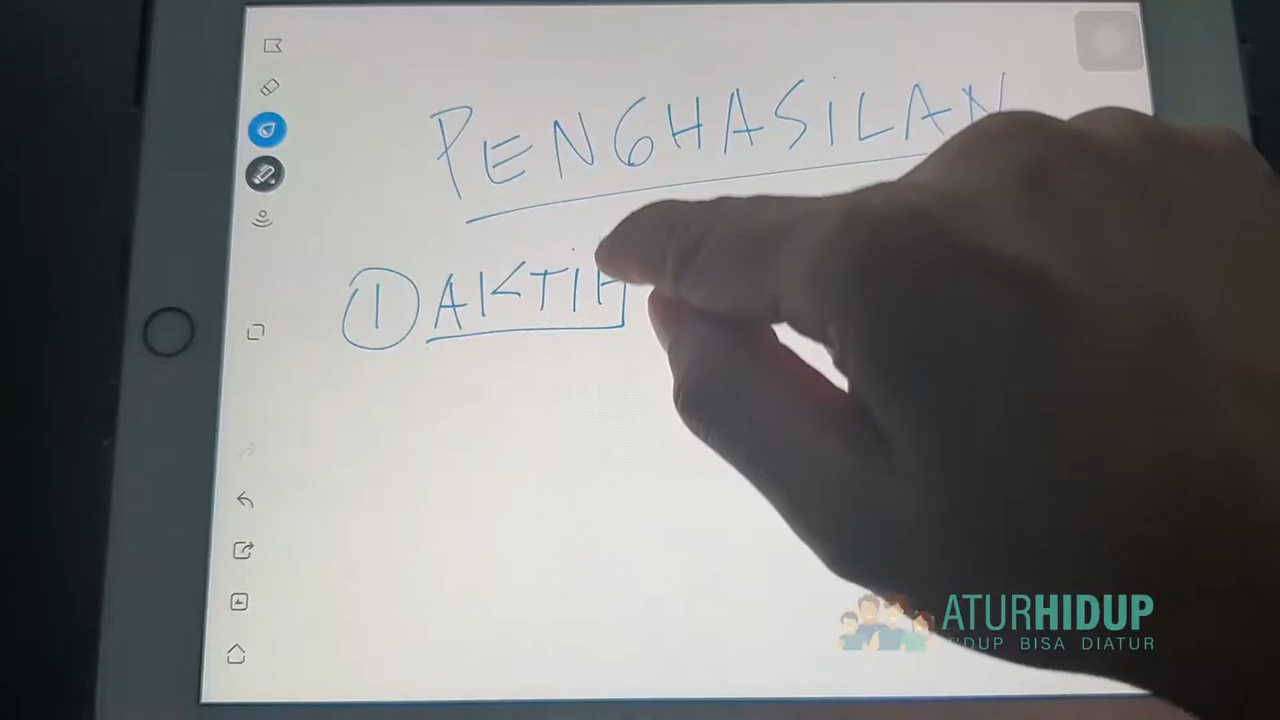 PENGHASILAN
① AKTIF
ATURHIDUP
HIDUP BISA DIATUR